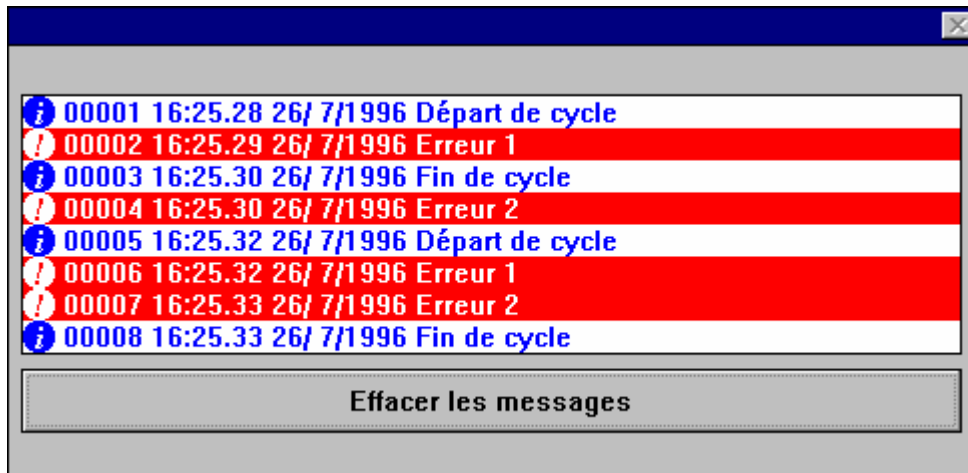 00001 16:25.28 26/ 7/1996 Départ de cycle
00002 16:25.29 26/ 7/1996 Erreur 1
00003 16:25.30 26/ 7/1996 Fin de cycle
00004 16:25.30 26/ 7/1996 Erreur 2
00005 16:25.32 26/ 7/1996 Départ de cycle
00006 16:25.32 26/ 7/1996 Erreur 1
00007 16:25.33 26/ 7/1996 Erreur 2
00008 16:25.33 26/ 7/1996 Fin de cycle
Effacer les messages